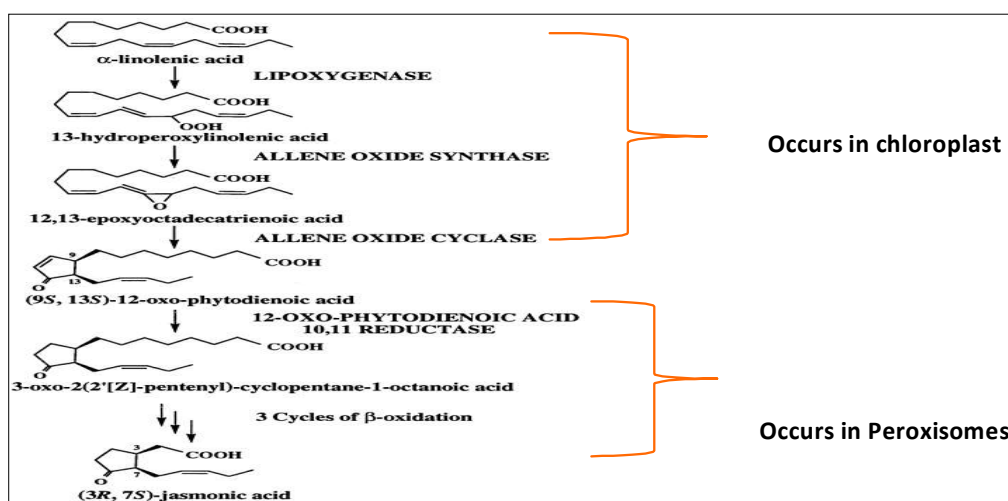 COOH
α-linolenic acid
LIPOXYGENASE
COOH
OOH
13-hydroperoxylinolenic acid
Occurs in chloroplast
ALLENE OXIDE SYNTHASE
COOH
O
12,13-epoxyoctadecatrienoic acid
ALLENE OXIDE CYCLASE
9
COOH
13
O
(9S, 13S)-12-oxo-phytodienoic acid
12-OXO-PHYTODIENOIC ACID
10,11 REDUCTASE
COOH
O
3-oxo-2(2'[Z]-pentenyl)-cyclopentane-1-octanoic acid
3 Cycles of β-oxidation
Occurs in Peroxisomes
3
COOH
7
O
(3R, 7S)-jasmonic acid